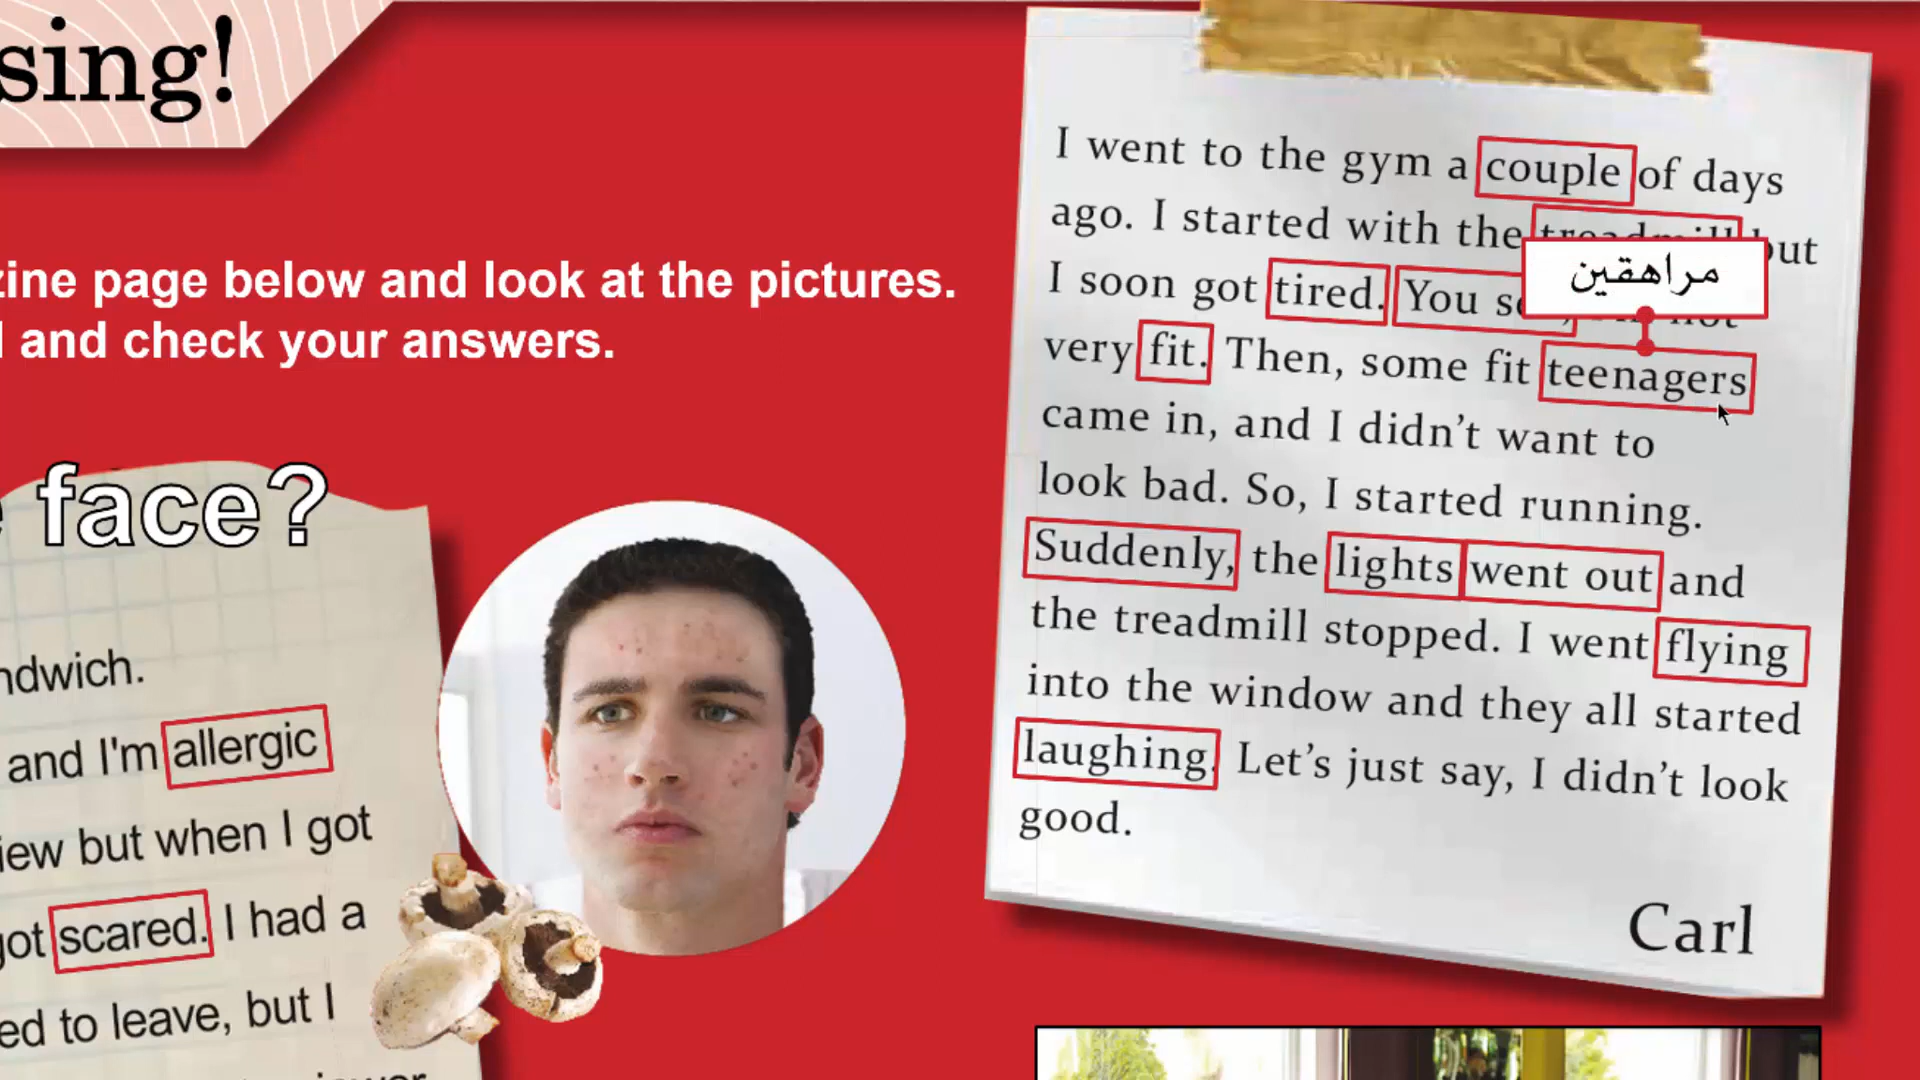 sing!
zine page below and look at the pictures.
and check your answers.
face?
ndwich.
and I'm allergic
iew but when I got
got scared. I had a
ed to leave, but I
I went to the gym a couple of days
ago. I started with the treadmill but
مراهقين
I soon got tired. You see, I'm not
very fit. Then, some fit teenagers
came in, and I didn't want to
look bad. So, I started running.
Suddenly, the lights went out and
the treadmill stopped. I went flying
into the window and they all started
laughing. Let's just say, I didn't look
good.
Carl